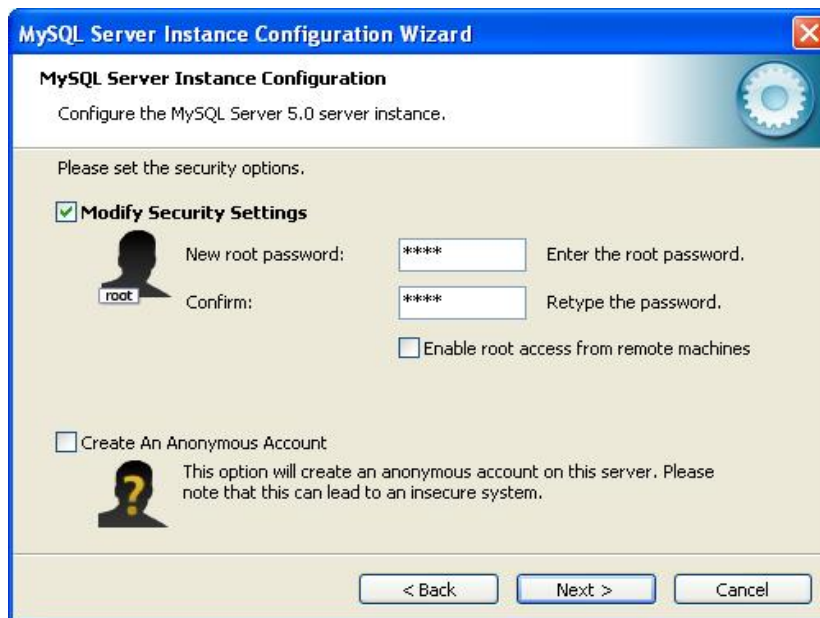 MySQL Server Instance Configuration Wizard
MySQL Server Instance Configuration
Configure the MySQL Server 5.0 server instance.
Please set the security options.
Modify Security Settings
New root password: **** Enter the root password.
root
Confirm: **** Retype the password.
Enable root access from remote machines
Create An Anonymous Account
This option will create an anonymous account on this server. Please
note that this can lead to an insecure system.
< Back Next > Cancel